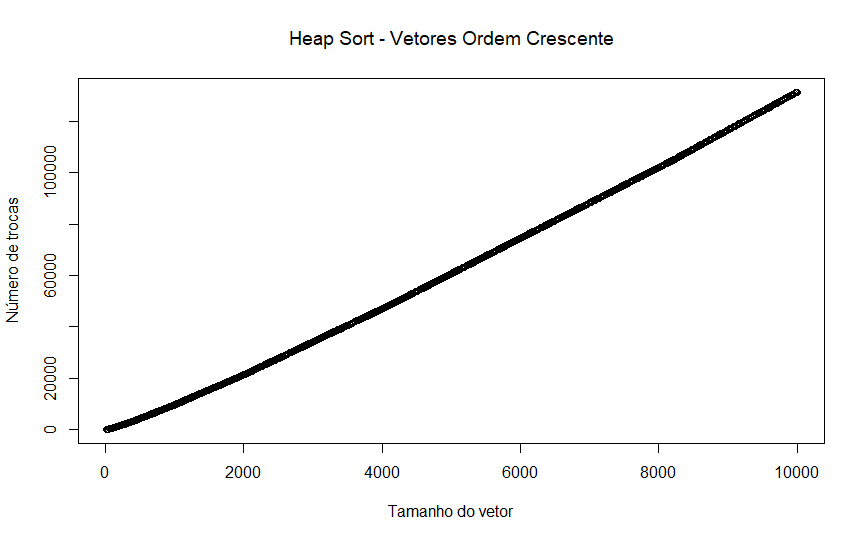 Heap Sort - Vetores Ordem Crescente
Número de trocas
100000
60000
20000
0
0 2000 4000 6000 8000 10000
Tamanho do vetor